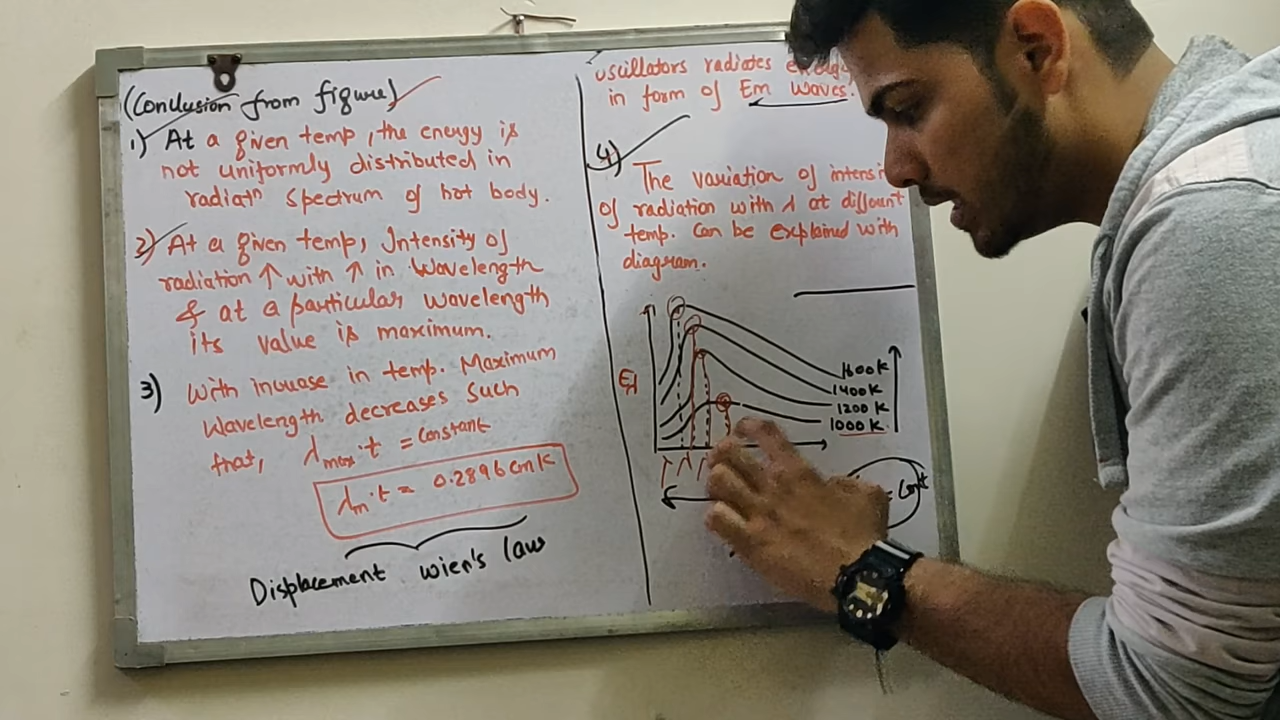 (Conclusion from figure)
1) At a given temp, the energy is
not uniformly distributed in
radiatn spectrum of hot body.
2) At a given temp, Intensity of
radiation ↑ with ↑ in Wavelength
& at a particular wavelength
its value is maximum.
3) With increase in temp. Maximum
Wavelength decreases such
that, λmax·t = constant
λm·t = 0.2896 cm K
Displacement wien's law
oscillators radiates
in form of Em waves.
4)
The variation of
of radiation with λ at different
temp. Can be explained with
diagram.
Eλ
1600K
1400K
1200K
1000K